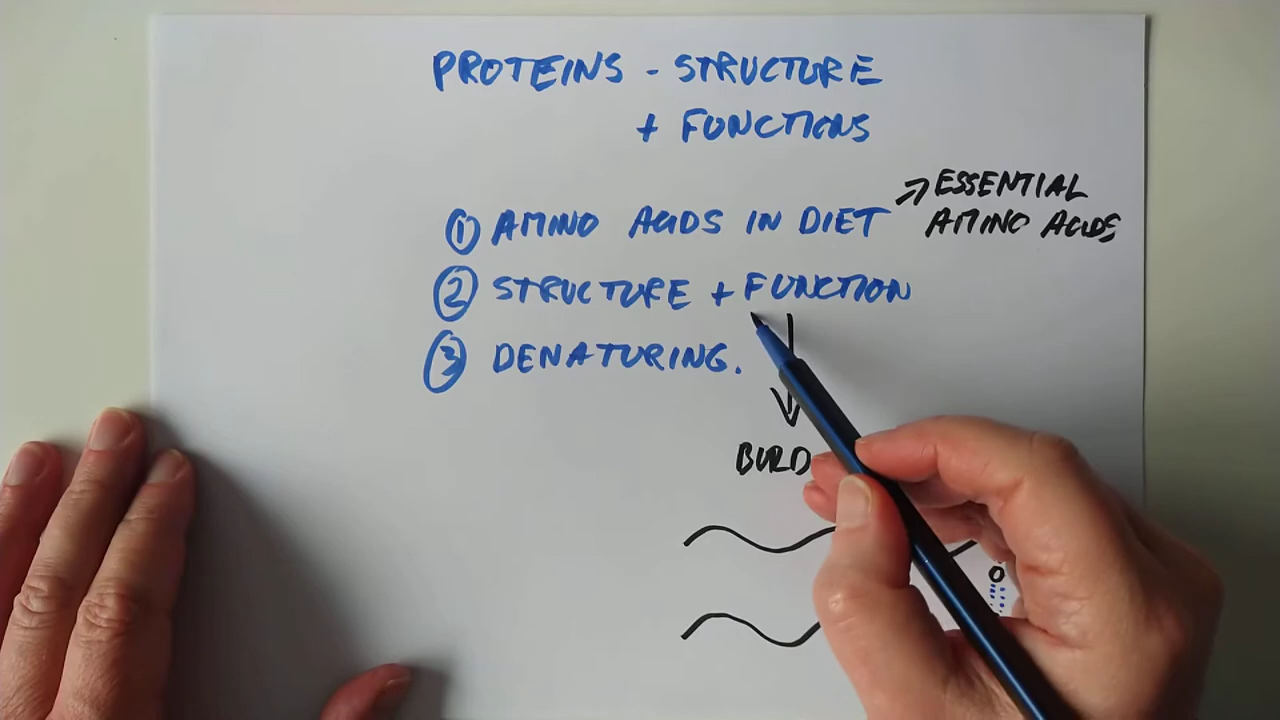 PROTEINS - STRUCTURE
+ FUNCTIONS
↗ ESSENTIAL
AMINO ACIDS
① AMINO ACIDS IN DIET
② STRUCTURE + FUNCTION
③ DENATURING.
O